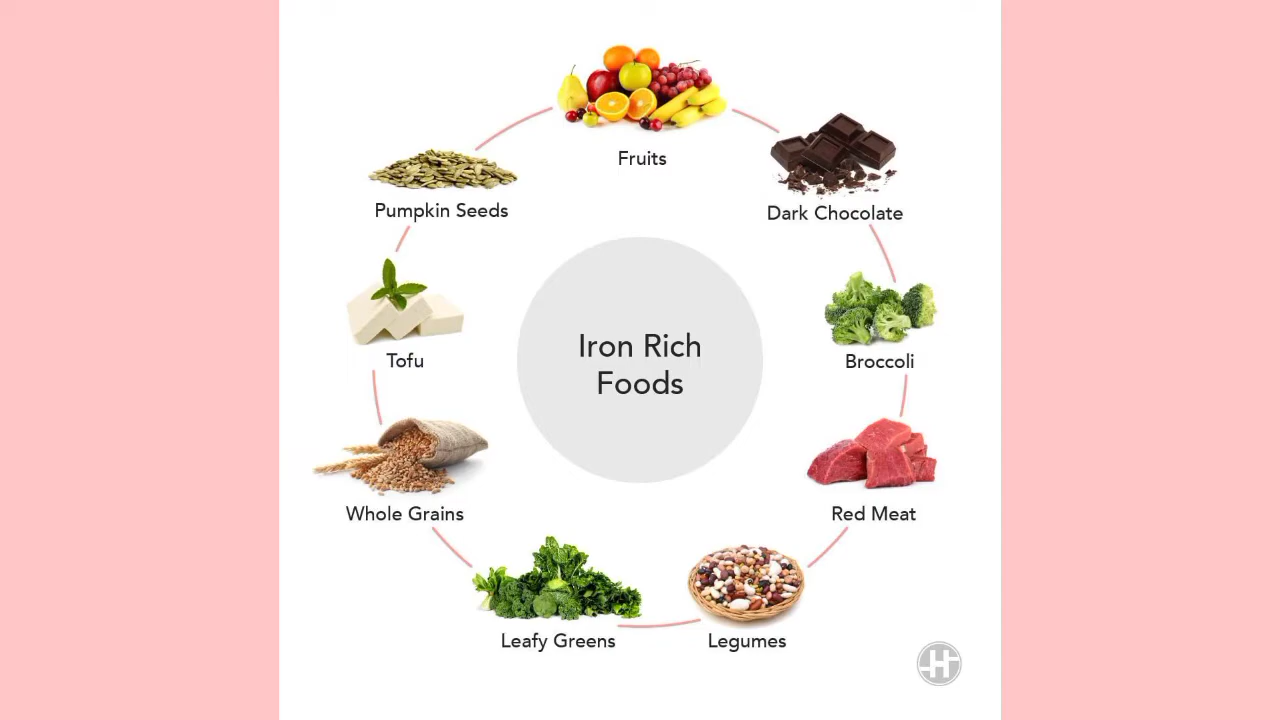 Fruits
Dark Chocolate
Broccoli
Red Meat
Legumes
Leafy Greens
Whole Grains
Tofu
Pumpkin Seeds
Iron Rich
Foods
H